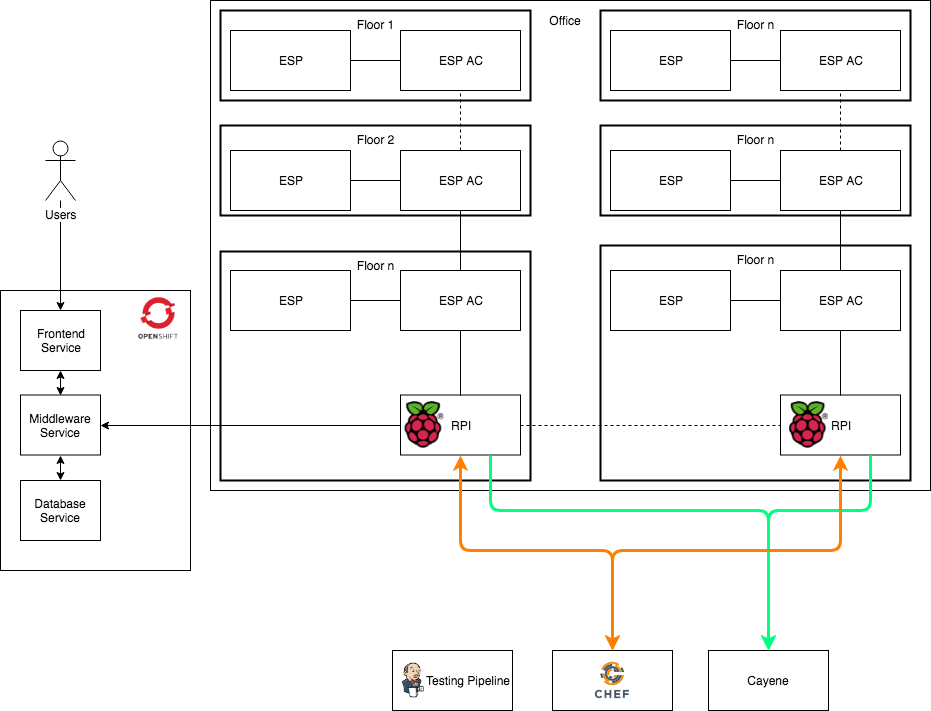 Office
Floor 1
ESP
ESP AC
Floor n
ESP
ESP AC
Floor 2
ESP
ESP AC
Floor n
ESP
ESP AC
Floor n
ESP
ESP AC
® RPI
Floor n
ESP
ESP AC
® RPI
Users
OPENSHIFT
Frontend
Service
Middleware
Service
Database
Service
Testing Pipeline
CHEF
Cayene